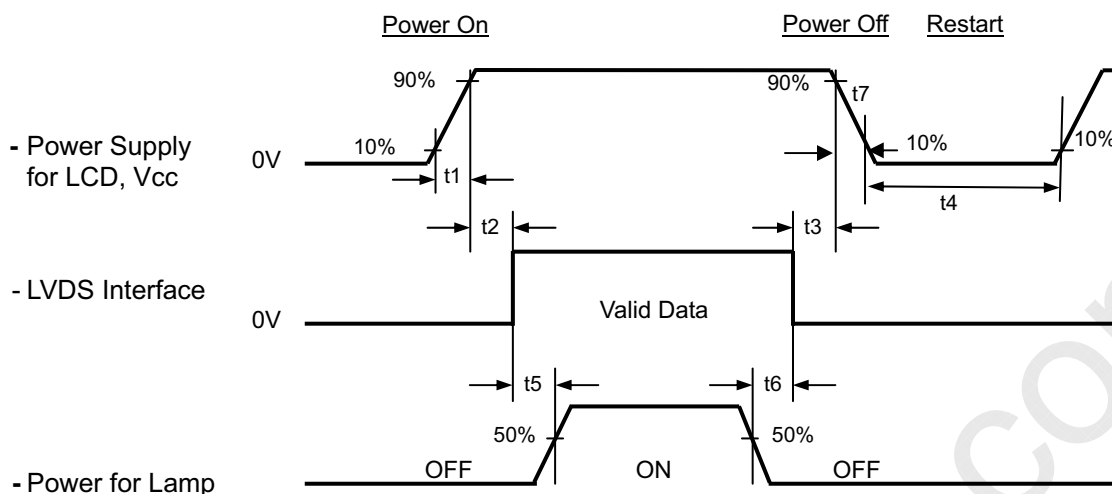 Power On
Power Off Restart
90% 90% t7
- Power Supply
for LCD, Vcc
0V 10% 10% 10%
t1 t4
t2 t3
- LVDS Interface
0V Valid Data
t5 t6
50% 50%
OFF ON OFF
- Power for Lamp